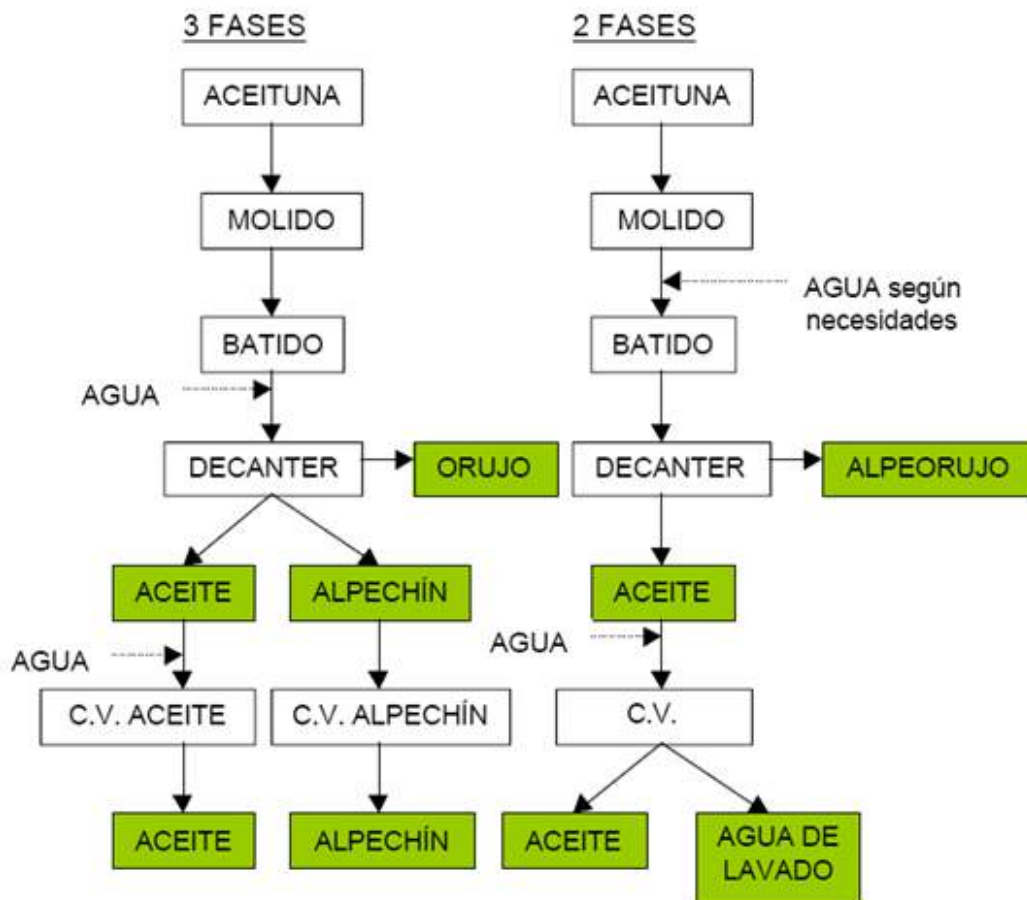 3 FASES
ACEITUNA
MOLIDO
BATIDO
AGUA
DECANTER
ORUJO
ACEITE
ALPECHÍN
AGUA
C.V. ACEITE
C.V. ALPECHÍN
ACEITE
ALPECHÍN
2 FASES
ACEITUNA
MOLIDO
AGUA según
necesidades
BATIDO
DECANTER
ALPEORUJO
ACEITE
AGUA
C.V.
ACEITE
AGUA DE
LAVADO